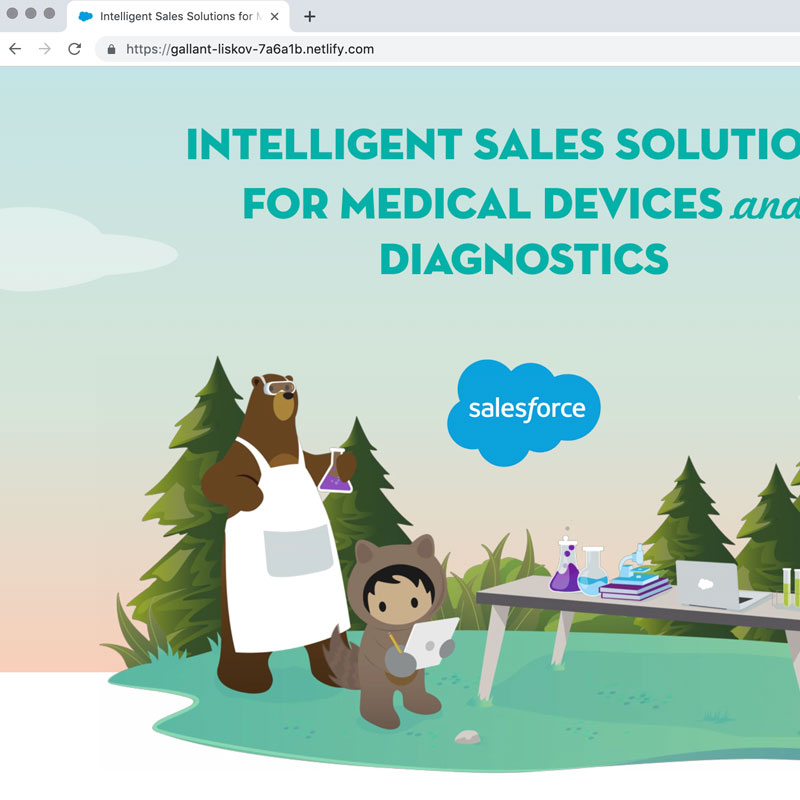 Intelligent Sales Solutions for M
https://gallant-liskov-7a6a1b.netlify.com
INTELLIGENT SALES SOLUTIO
FOR MEDICAL DEVICES and
DIAGNOSTICS
salesforce